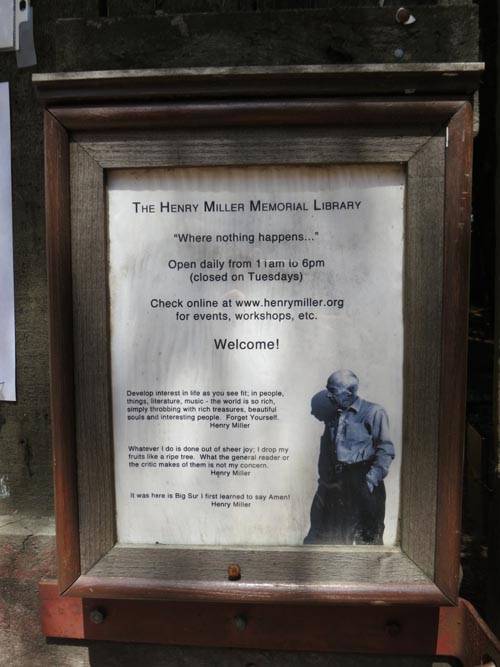 THE HENRY MILLER MEMORIAL LIBRARY
"Where nothing happens..."
Open daily from 11am to 6pm
(closed on Tuesdays)
Check online at www.henrymiller.org
for events, workshops, etc.
Welcome!
Develop interest in life as you see fit; in people,
things, literature, music - the world is so rich,
simply throbbing with rich treasures, beautiful
souls and interesting people. Forget Yourself.
Henry Miller
Whatever I do is done out of sheer joy; I drop my
fruits like a ripe tree. What the general reader or
the critic makes of them is not my concern.
Henry Miller
It was here is Big Sur I first learned to say Amen!
Henry Miller